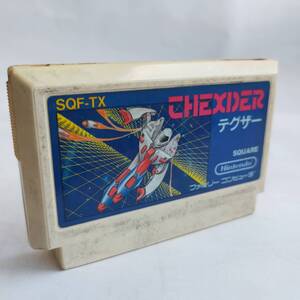 SQF-TX
THEXDER
テグザー
SQUARE
Nintendo
ファミリー コンピュータ